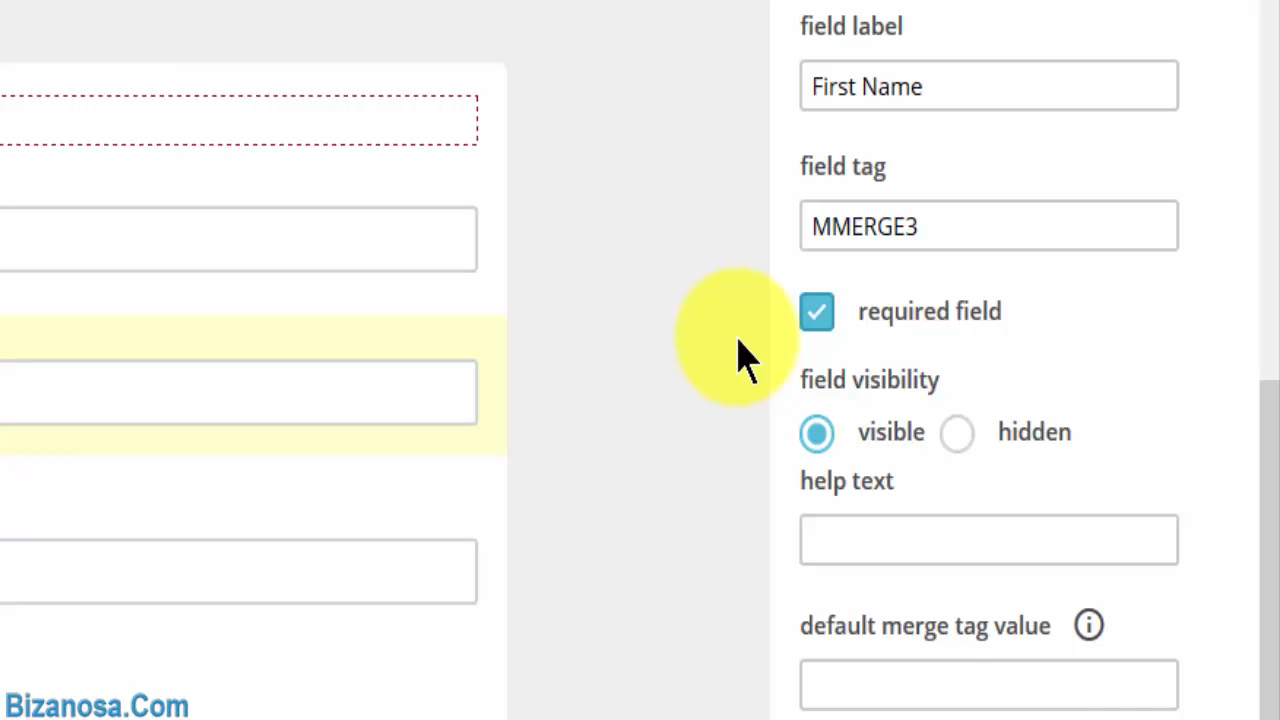 field label
First Name
field tag
MMERGE3
required field
field visibility
visible hidden
help text
default merge tag value
Bizanosa.Com